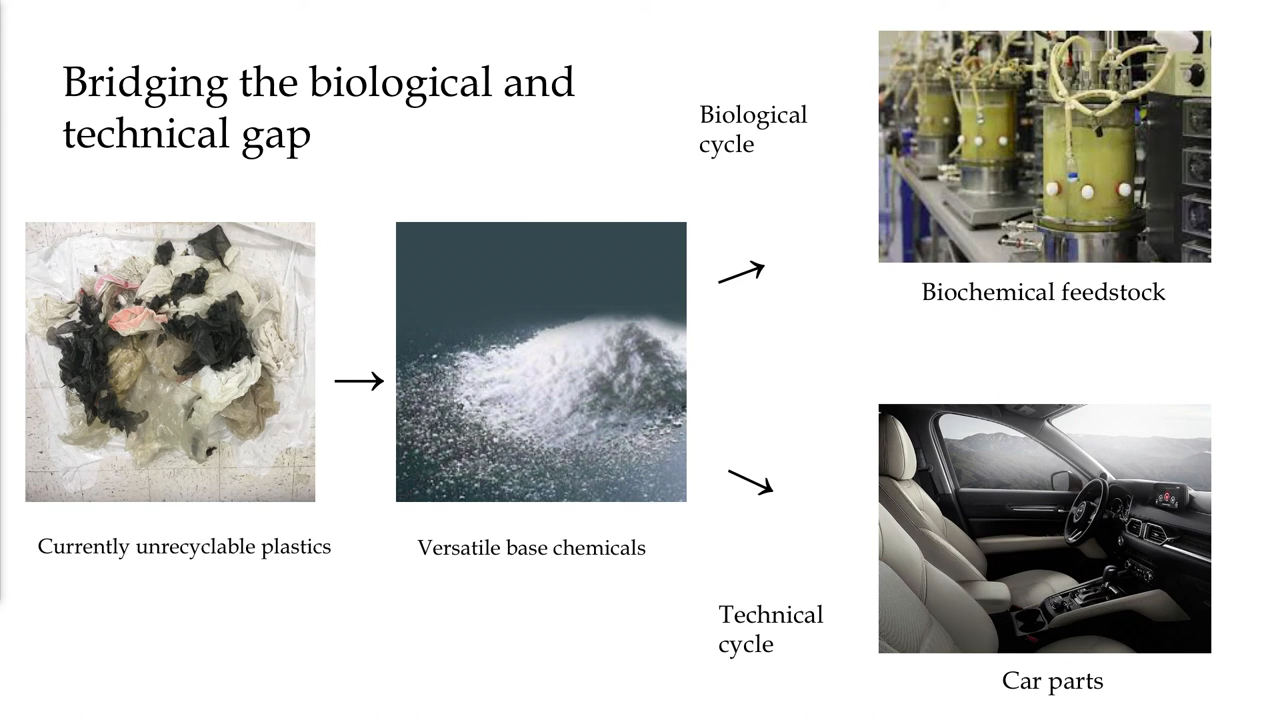 Bridging the biological and
technical gap
Biological
cycle
Biochemical feedstock
Currently unrecyclable plastics
Versatile base chemicals
Technical
cycle
Car parts